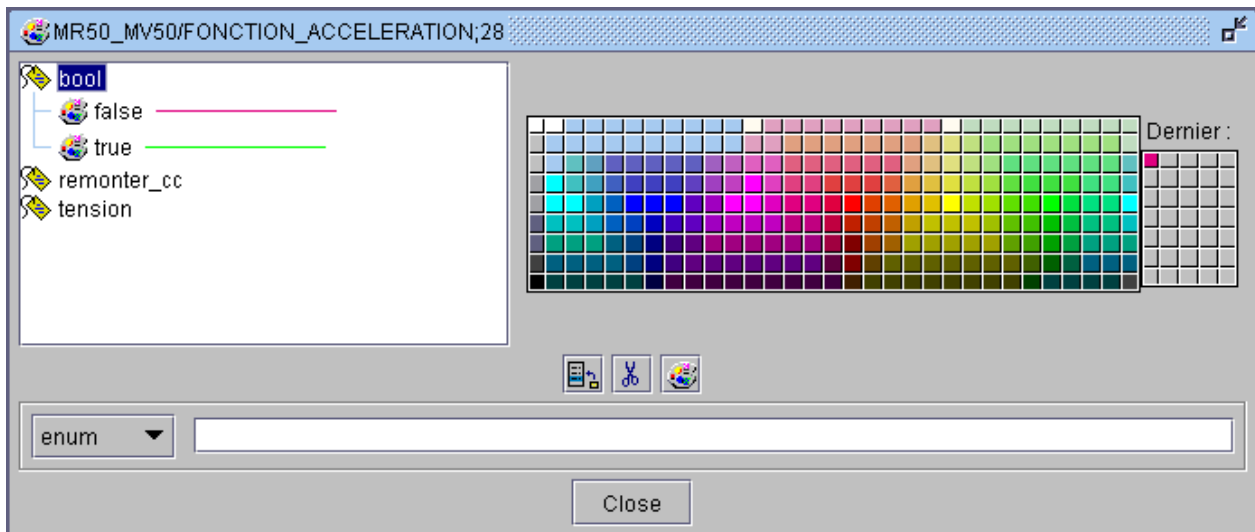 MR50_MV50/FONCTION_ACCELERATION;28
bool
false
true
remonter_cc
tension
Dernier :
enum
Close